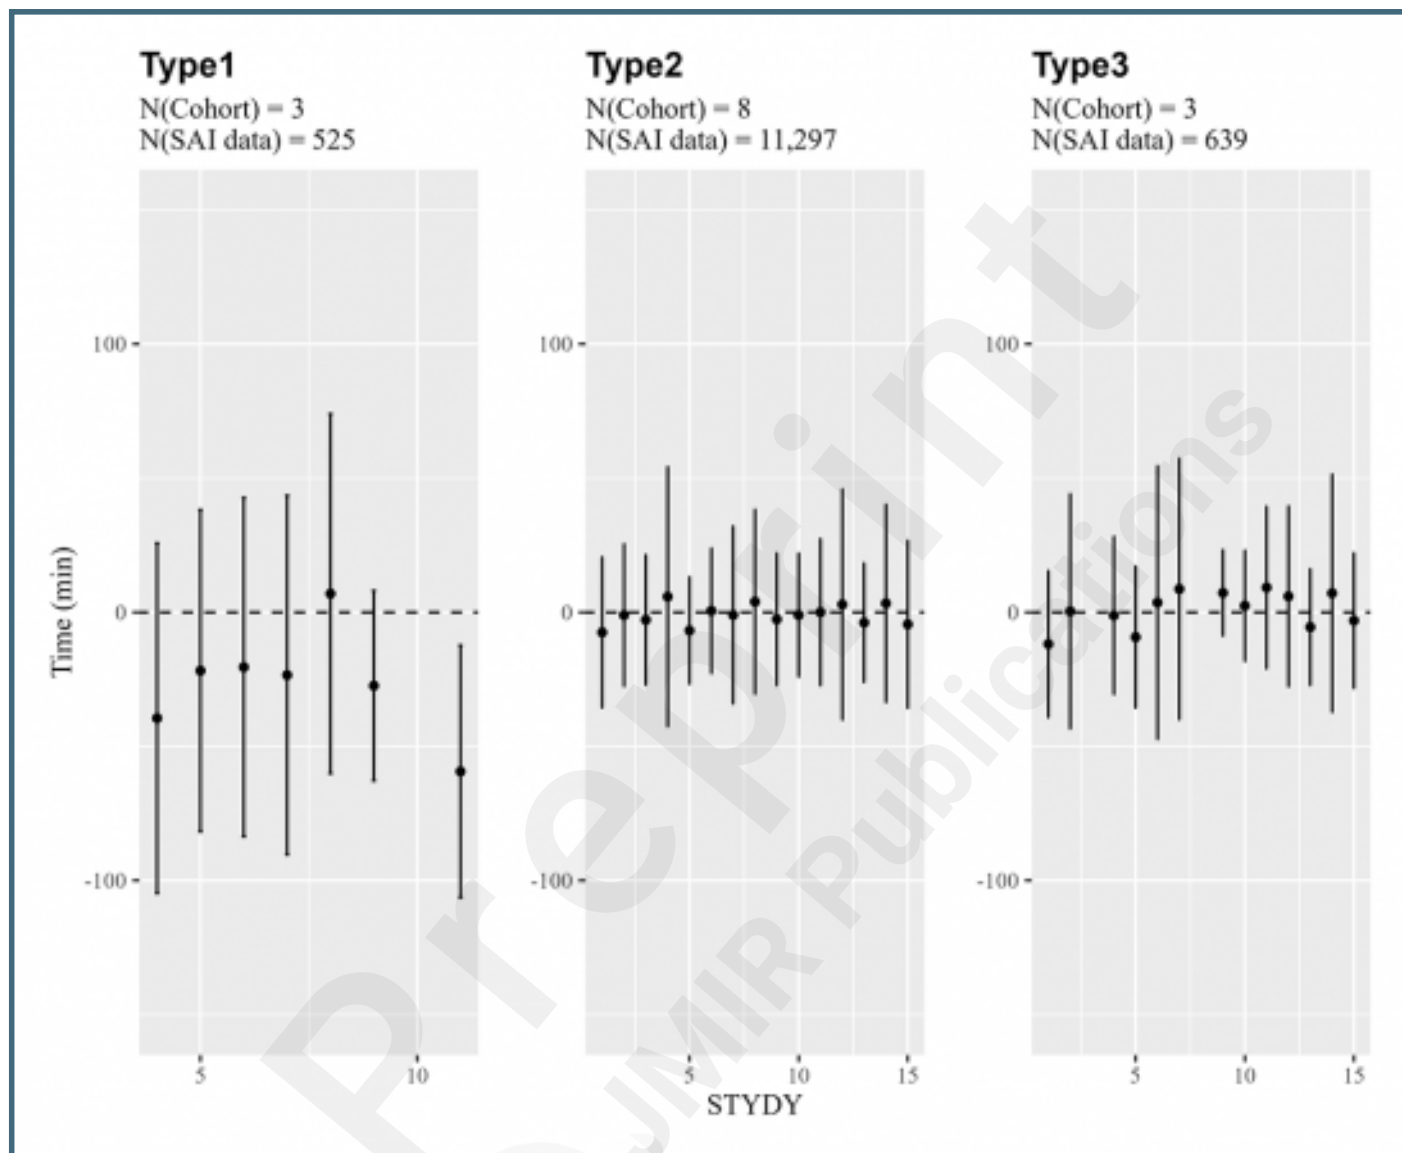 Type1
N(Cohort) = 3
N(SAI data) = 525
Type2
N(Cohort) = 8
N(SAI data) = 11,297
Type3
N(Cohort) = 3
N(SAI data) = 639
Time (min)
100
0
-100
5
10
100
0
-100
5
10
15
100
0
-100
5
10
15
STYDY
Preprint
JMIR Publications